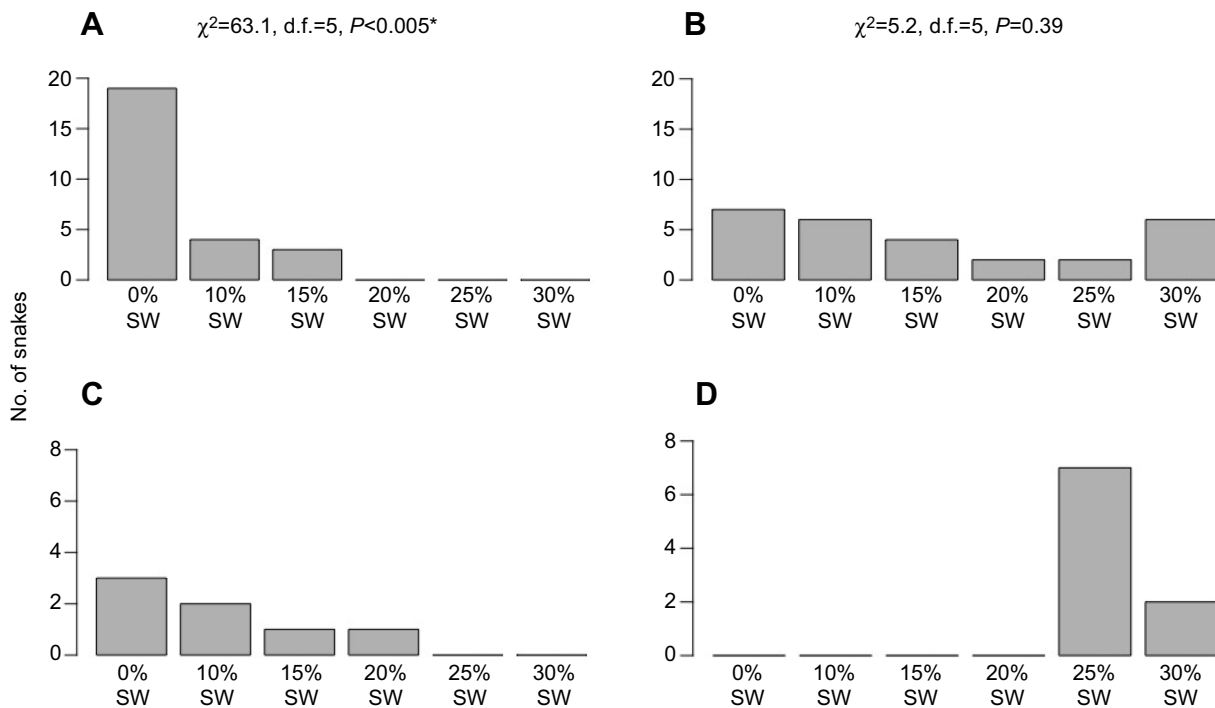 A
χ²=63.1, d.f.=5, P<0.005*
20
15
10
5
0
0% 10% 15% 20% 25% 30%
SW SW SW SW SW SW
B
χ²=5.2, d.f.=5, P=0.39
20
15
10
5
0
0% 10% 15% 20% 25% 30%
SW SW SW SW SW SW
No. of snakes
C
8
6
4
2
0
0% 10% 15% 20% 25% 30%
SW SW SW SW SW SW
D
8
6
4
2
0
0% 10% 15% 20% 25% 30%
SW SW SW SW SW SW